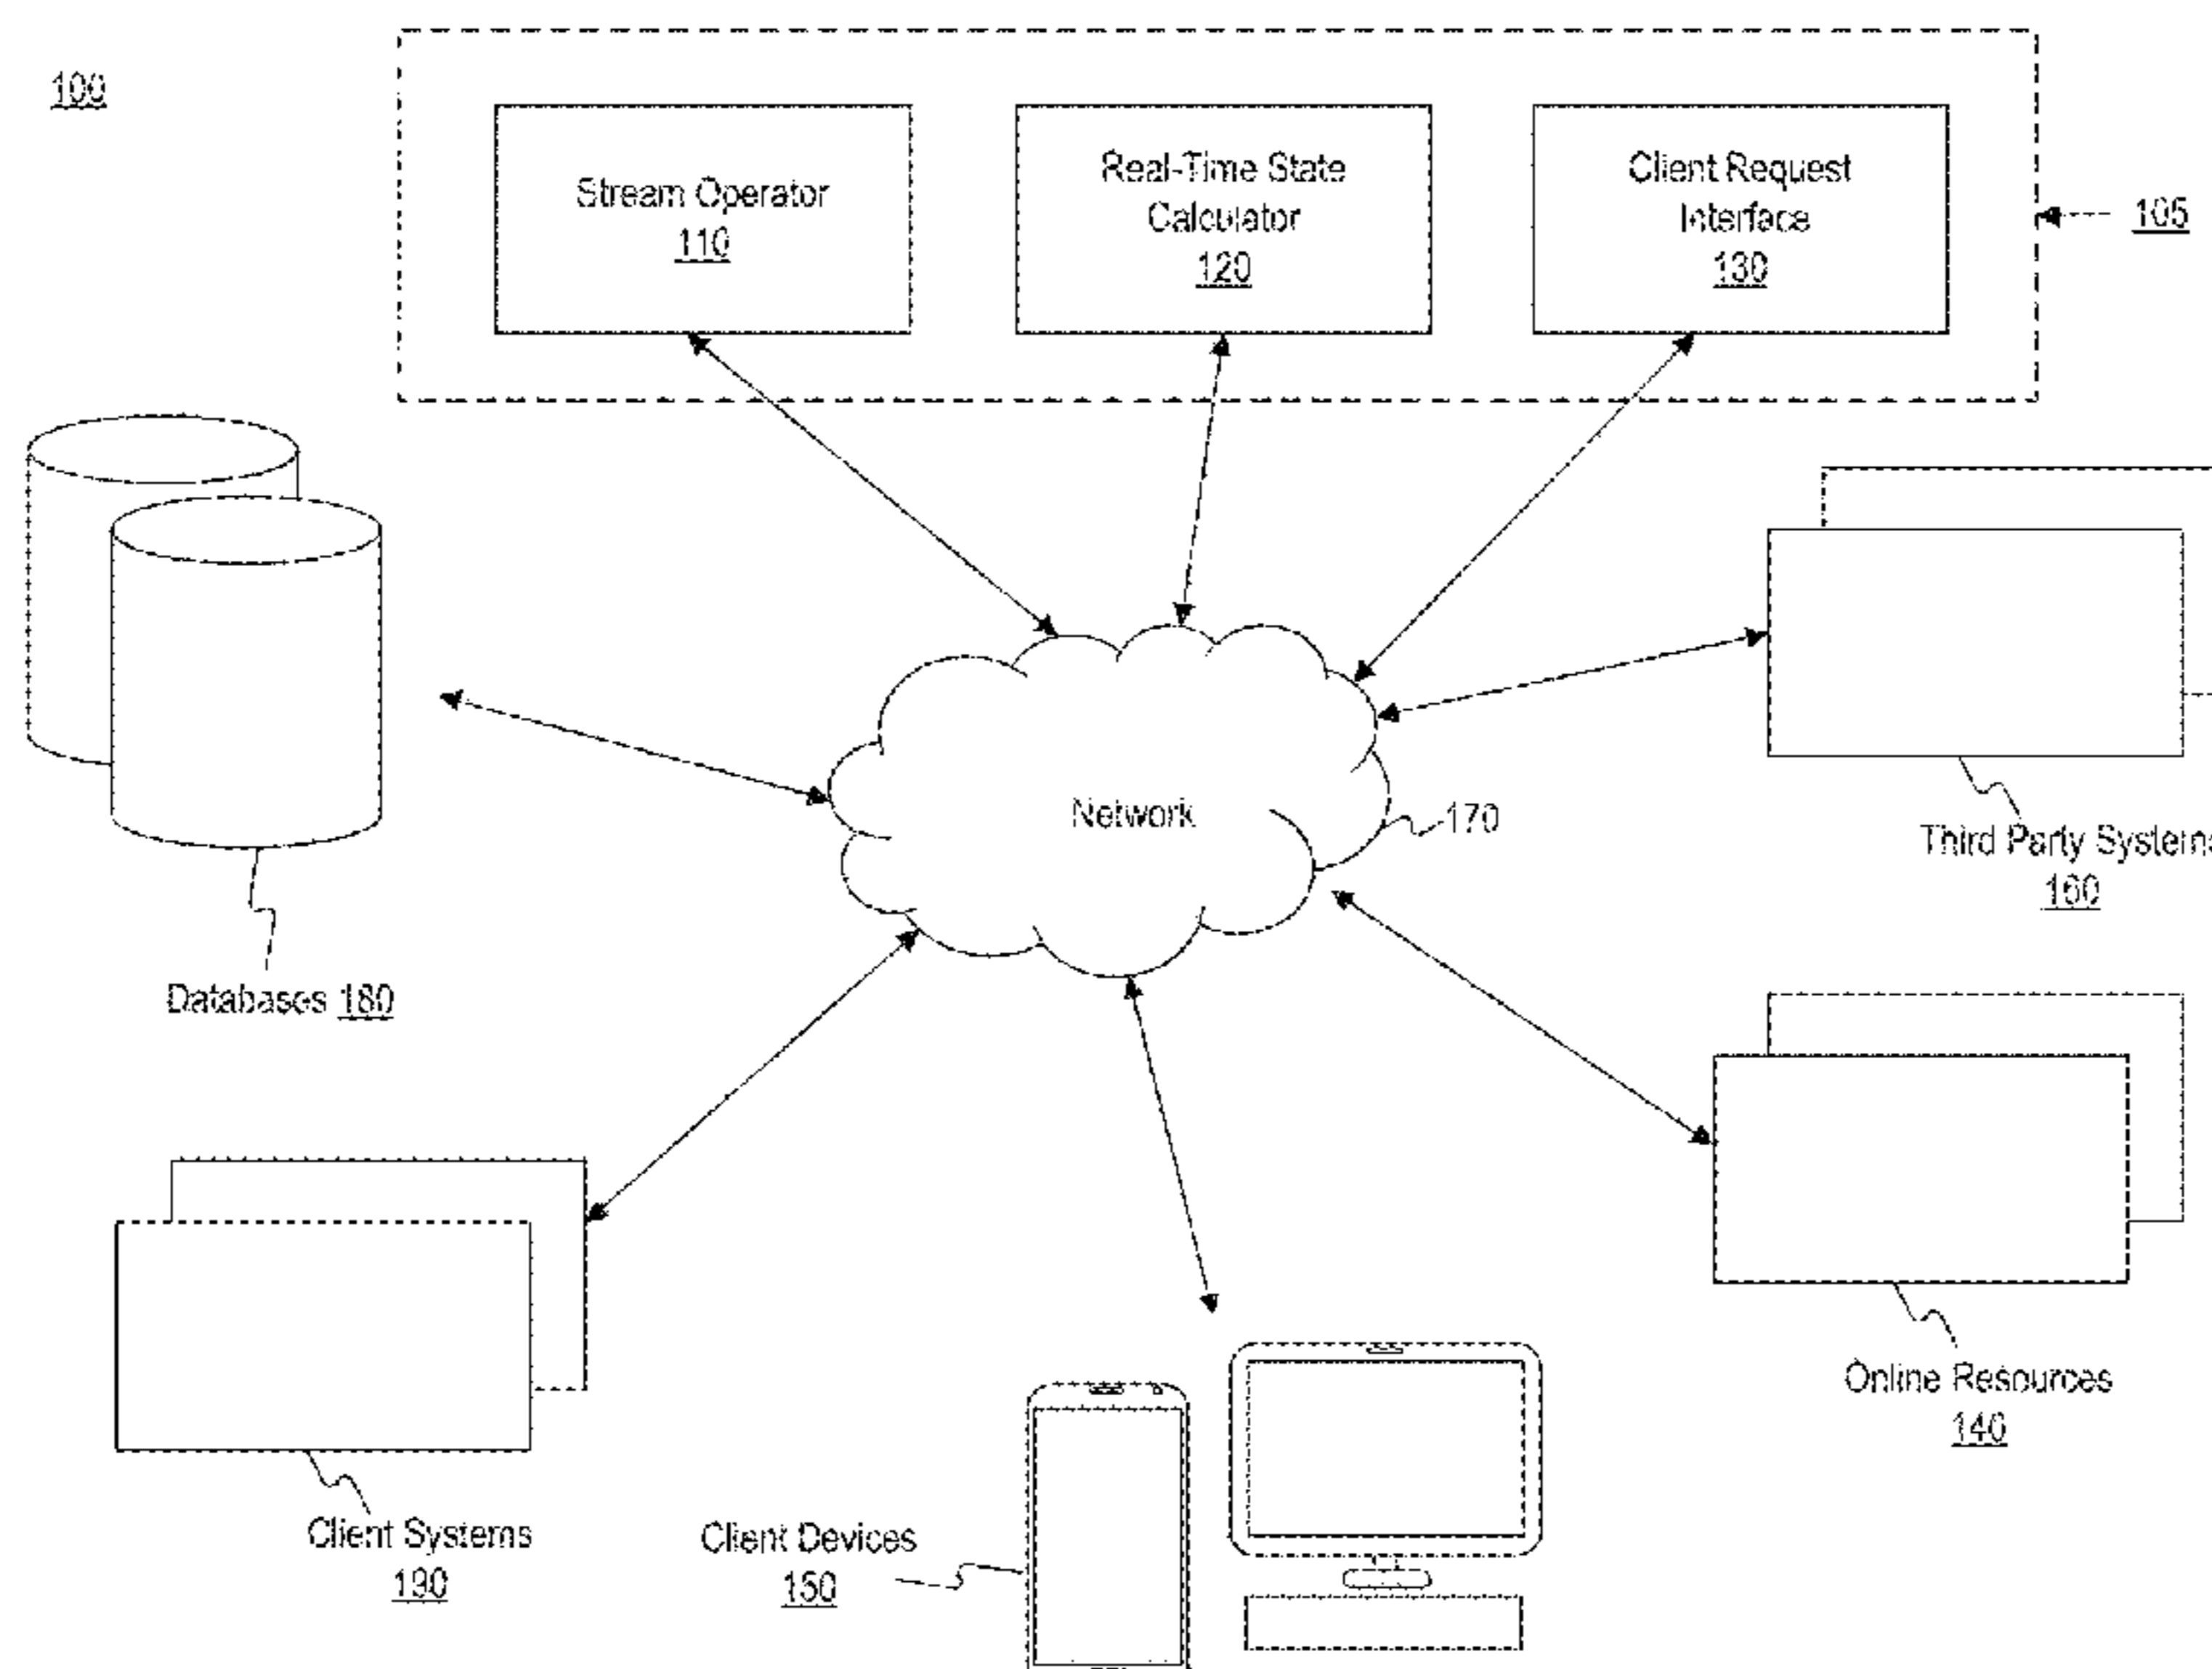 100
Stream Operator
110
Real-Time State
Calculator
120
Client Request
Interface
130
105
Network
170
Third Party Systems
160
Databases 180
Online Resources
140
Client Systems
190
Client Devices
150